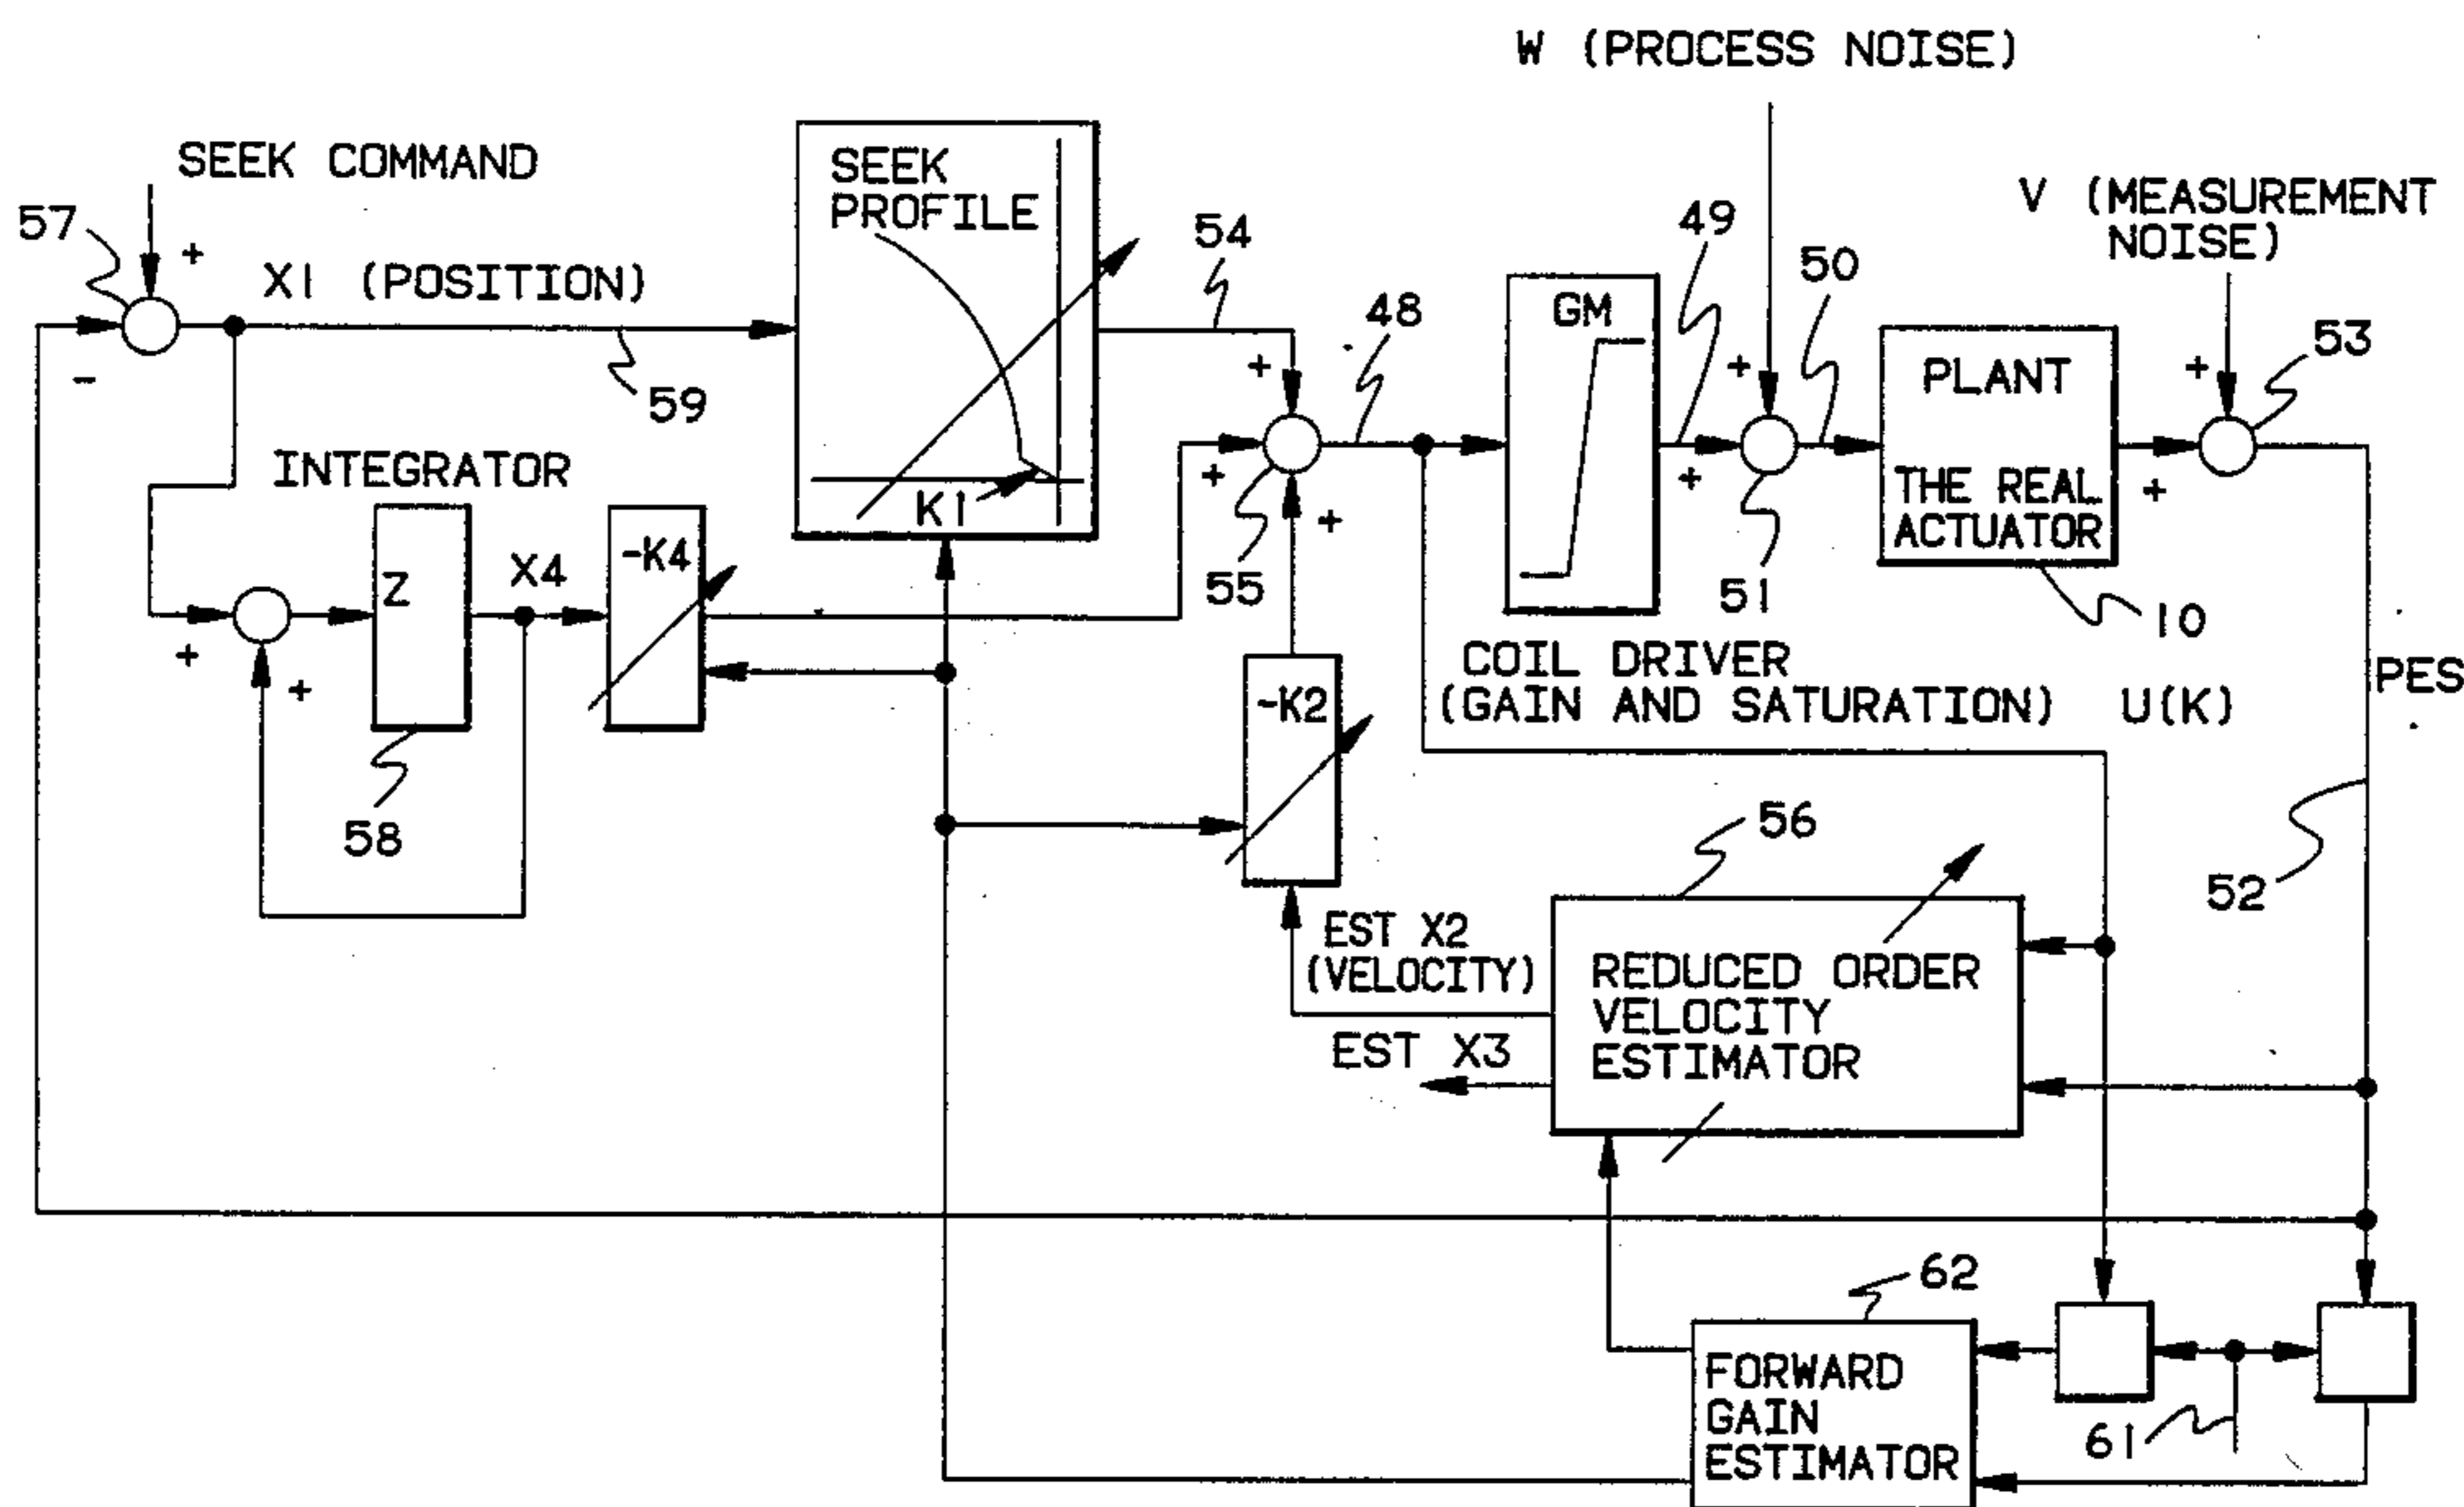 W (PROCESS NOISE)
SEEK COMMAND
57
+
X1 (POSITION)
-
59
SEEK
PROFILE
K1
54
48
49
50
V (MEASUREMENT
NOISE)
53
GM
+
+
+
55
+
+
51
PLANT
THE REAL
ACTUATOR
10
+
+
INTEGRATOR
Z
X4
-K4
+
+
58
COIL DRIVER
(GAIN AND SATURATION)
U(K)
PES
-K2
56
52
EST X2
(VELOCITY)
EST X3
REDUCED ORDER
VELOCITY
ESTIMATOR
62
FORWARD
GAIN
ESTIMATOR
61